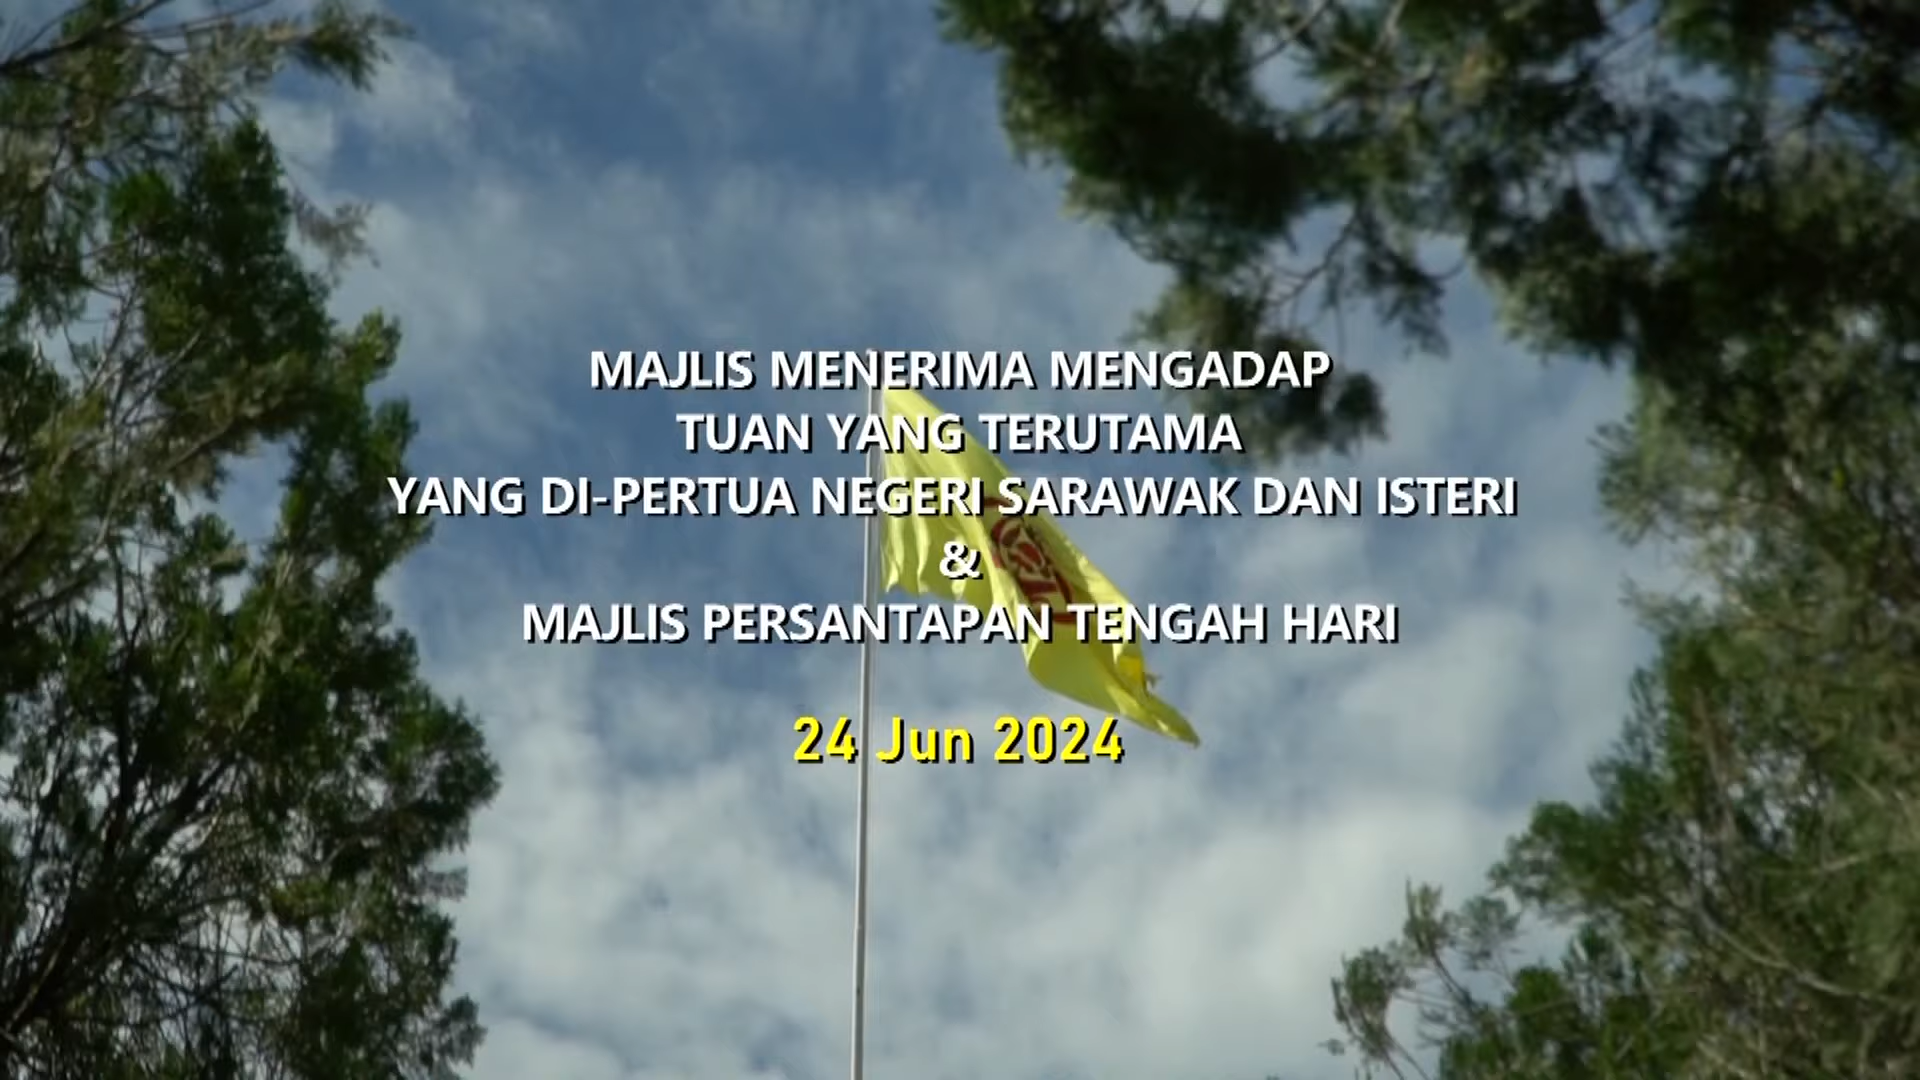 MAJLIS MENERIMA MENGADAP
TUAN YANG TERUTAMA
YANG DI-PERTUA NEGERI SARAWAK DAN ISTERI
&
MAJLIS PERSANTAPAN TENGAH HARI
24 Jun 2024